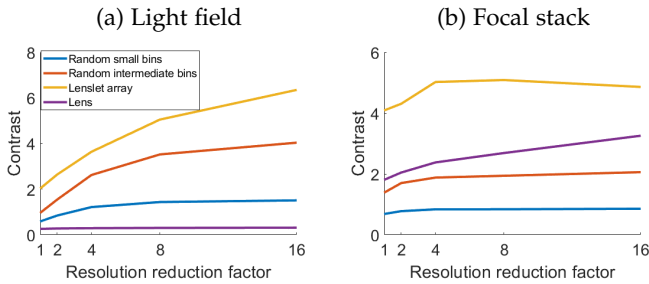 (a) Light field
(b) Focal stack
8
6
4
2
0
Contrast
Random small bins
Random intermediate bins
Lenslet array
Lens
1 2 4 8 16
Resolution reduction factor
6
4
2
0
Contrast
1 2 4 8 16
Resolution reduction factor